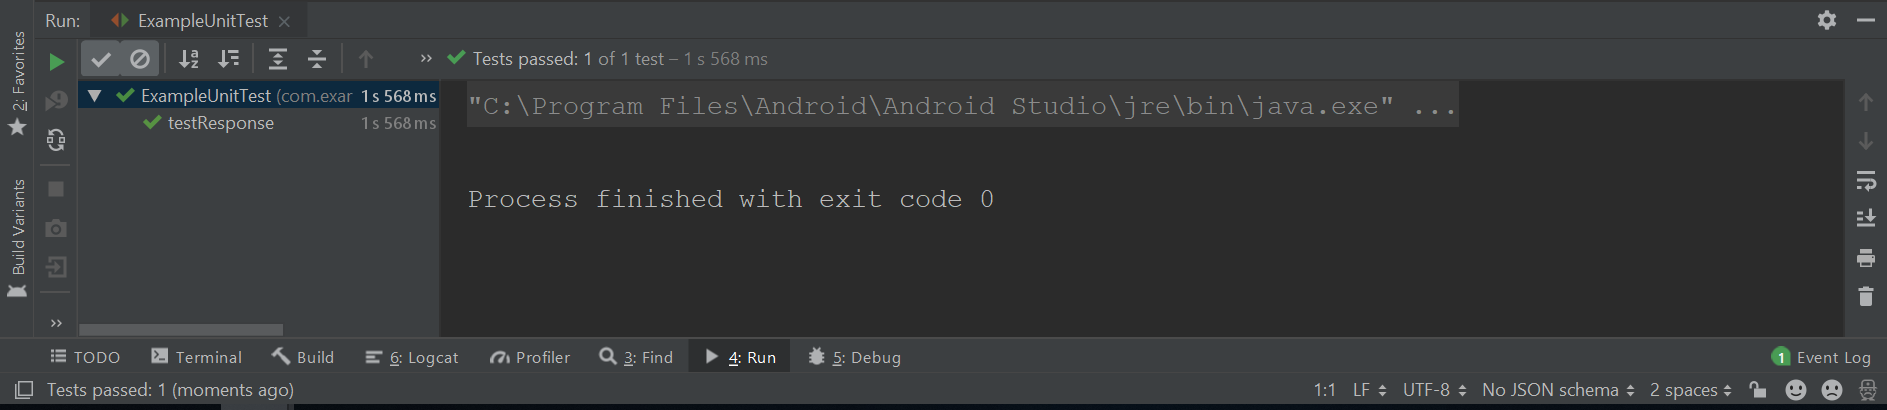 Run: ExampleUnitTest
2: Favorites
Build Variants
Tests passed: 1 of 1 test – 1 s 568 ms
ExampleUnitTest (com.exar 1 s 568 ms
testResponse 1 s 568 ms
"C:\Program Files\Android\Android Studio\jre\bin\java.exe" ...
Process finished with exit code 0
TODO Terminal Build 6: Logcat Profiler 3: Find 4: Run 5: Debug 1 Event Log
Tests passed: 1 (moments ago) 1:1 LF UTF-8 No JSON schema 2 spaces